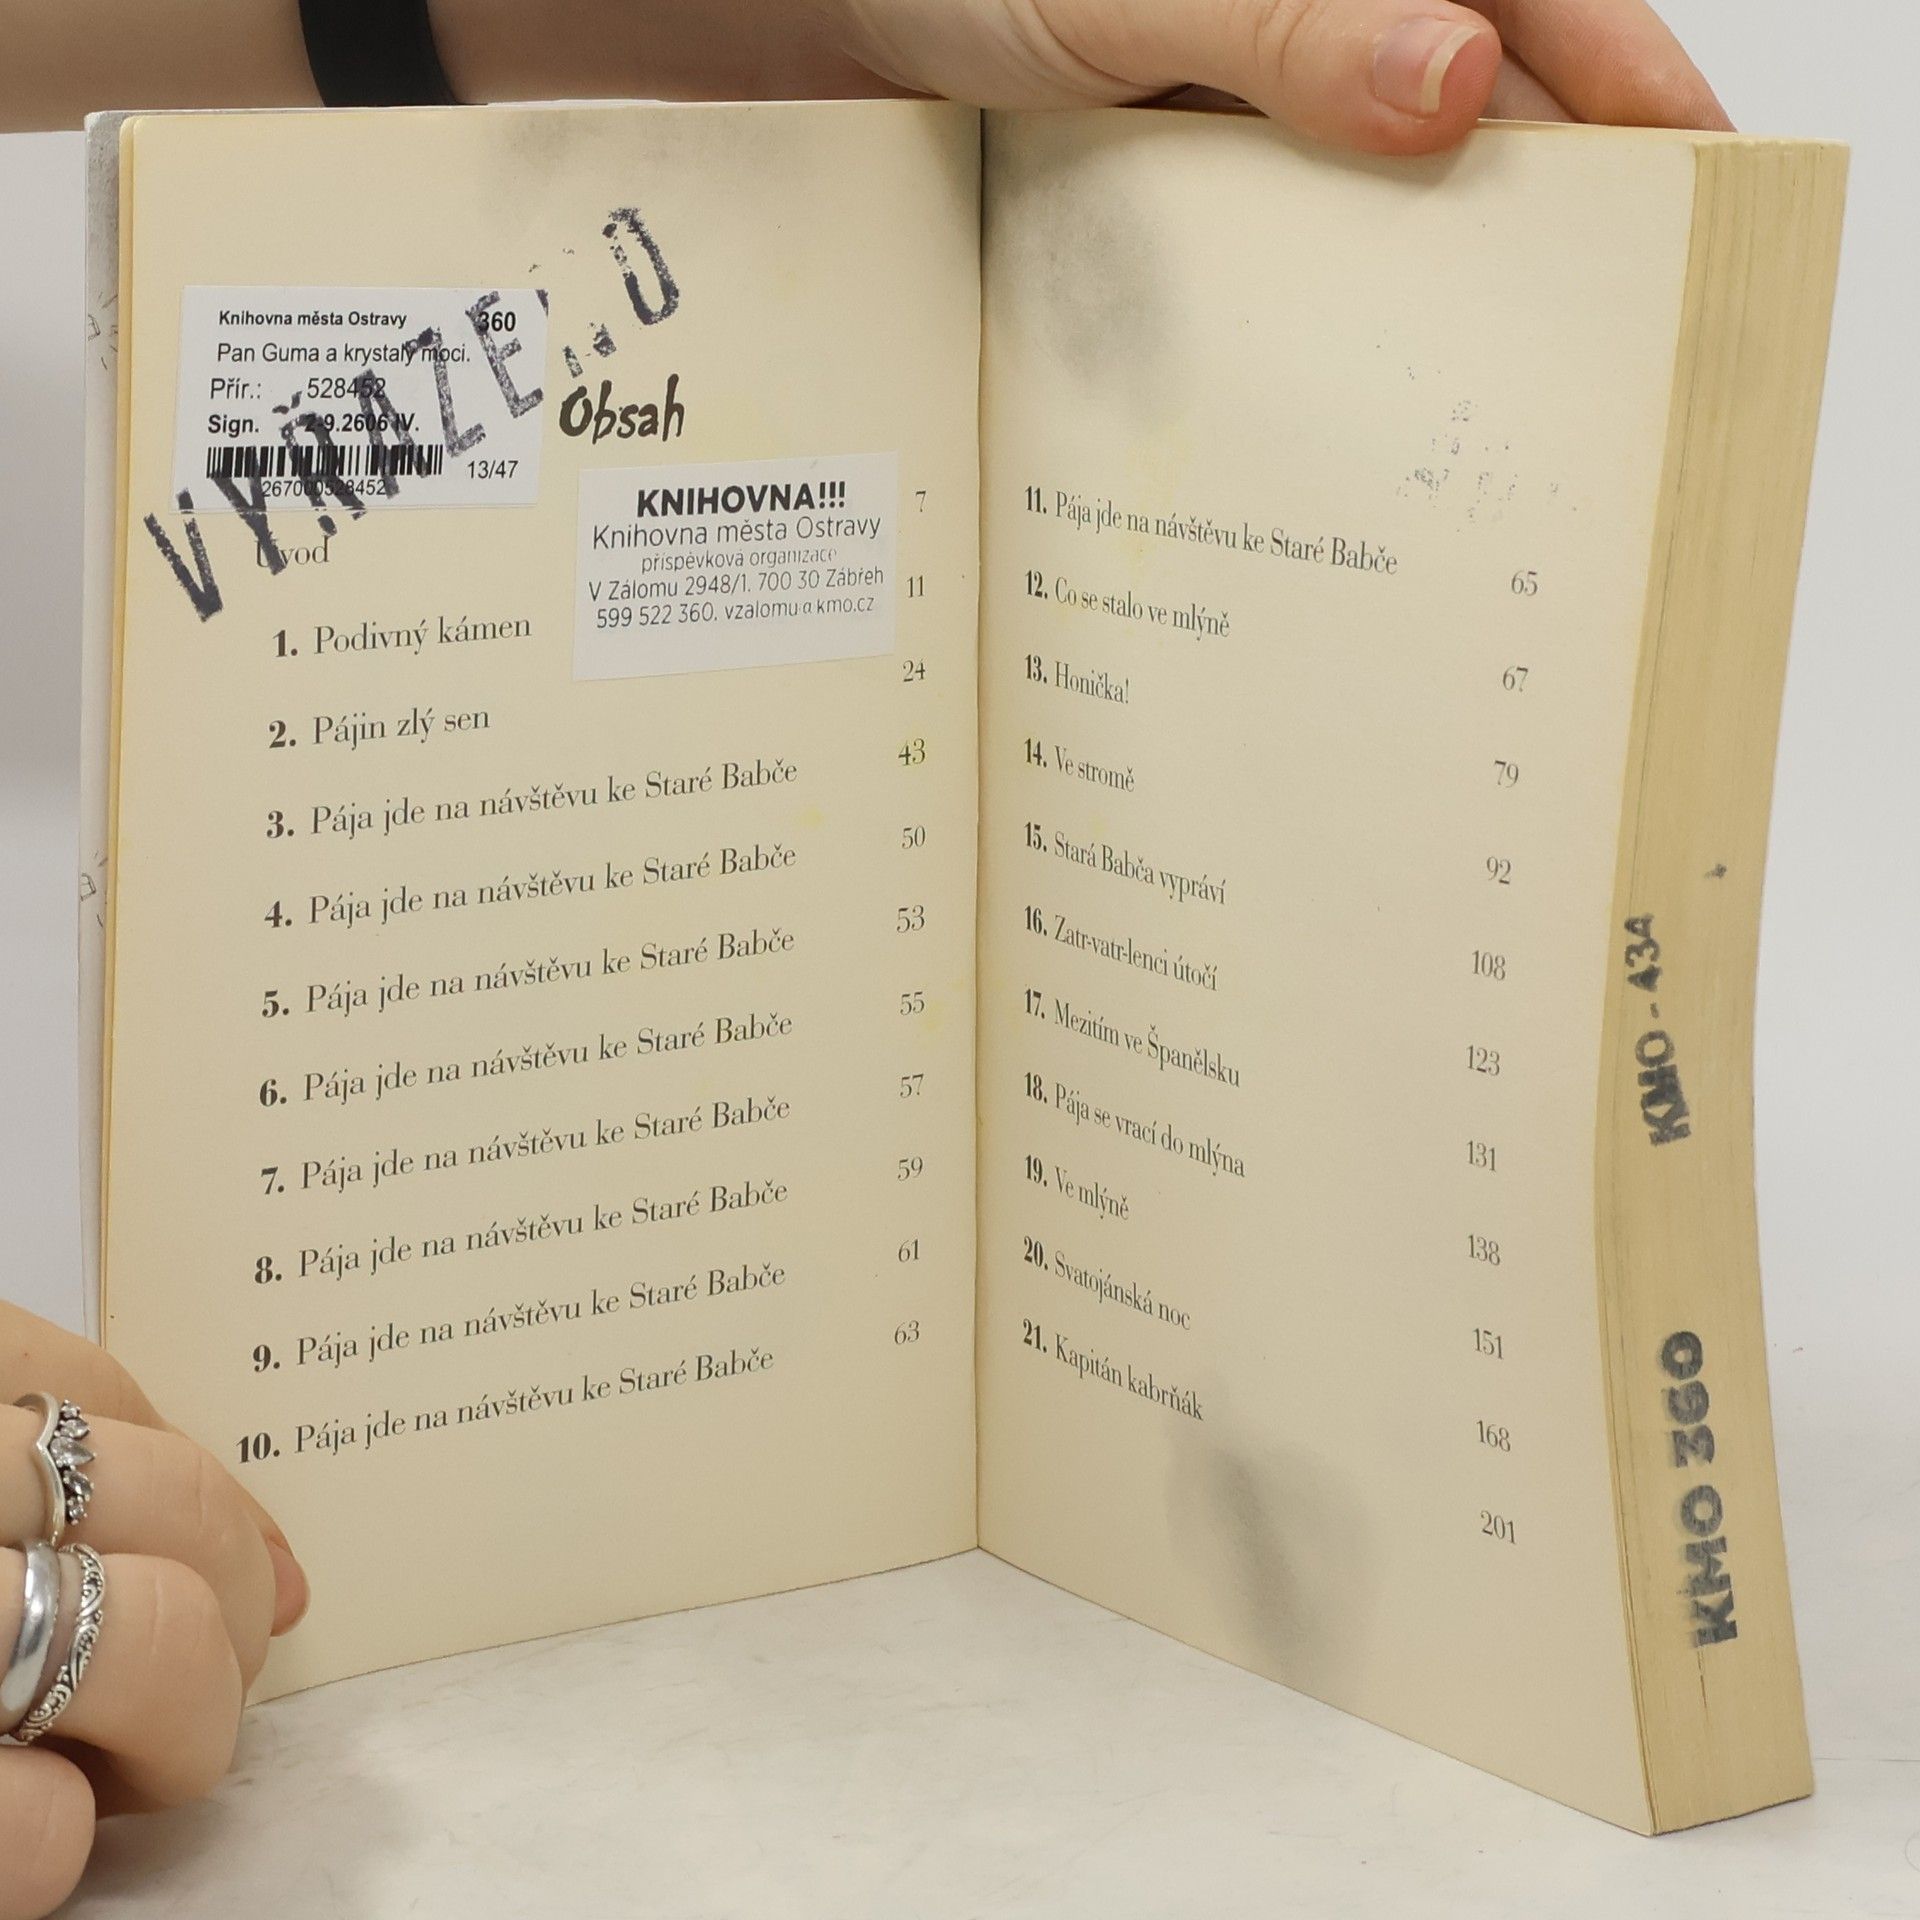 VYŘAZENO
Knihovna města Ostravy 360
Pan Guma a krystaly moci.
Přír.: 528452
Sign. Z-9.2606 IV.
13/47
267000528452
Obsah
KNIHOVNA!!!
Knihovna města Ostravy
příspěvková organizace
V Zálomu 2948/1, 700 30 Zábřeh
599 522 360, vzalomu@kmo.cz
Úvod 7
1. Podivný kámen 11
2. Pájin zlý sen 24
3. Pája jde na návštěvu ke Staré Babče 43
4. Pája jde na návštěvu ke Staré Babče 50
5. Pája jde na návštěvu ke Staré Babče 53
6. Pája jde na návštěvu ke Staré Babče 55
7. Pája jde na návštěvu ke Staré Babče 57
8. Pája jde na návštěvu ke Staré Babče 59
9. Pája jde na návštěvu ke Staré Babče 61
10. Pája jde na návštěvu ke Staré Babče 63
11. Pája jde na návštěvu ke Staré Babče 65
12. Co se stalo ve mlýně 67
13. Honička! 79
14. Ve stromě 92
15. Stará Babča vypráví 108
16. Zatr-vatr-lenci útočí 123
17. Mezitím ve Španělsku 131
18. Pája se vrací do mlýna 138
19. Ve mlýně 151
20. Svatojánská noc 168
21. Kapitán kabrňák 201
KMO - A34
KMO 360